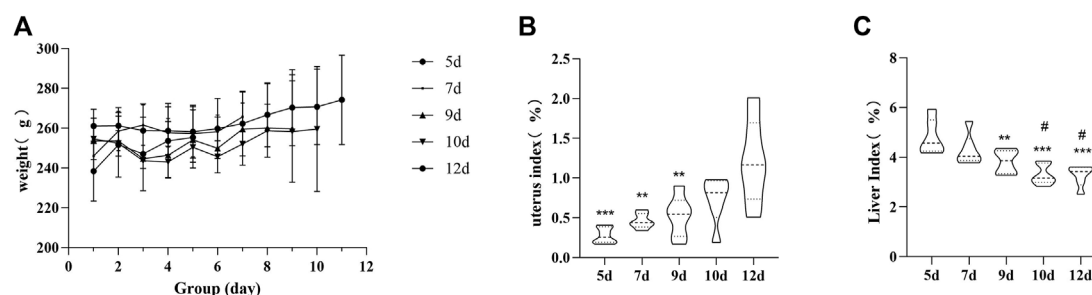 A
weight( g)
300
280
260
240
220
200
0 2 4 6 8 10 12
Group (day)
5d
7d
9d
10d
12d
B
uterus index( %)
2.5
2.0
1.5
1.0
0.5
0.0
***
**
**
5d 7d 9d 10d 12d
C
Liver Index( %)
8
6
4
2
0
**
#
***
#
***
5d 7d 9d 10d 12d